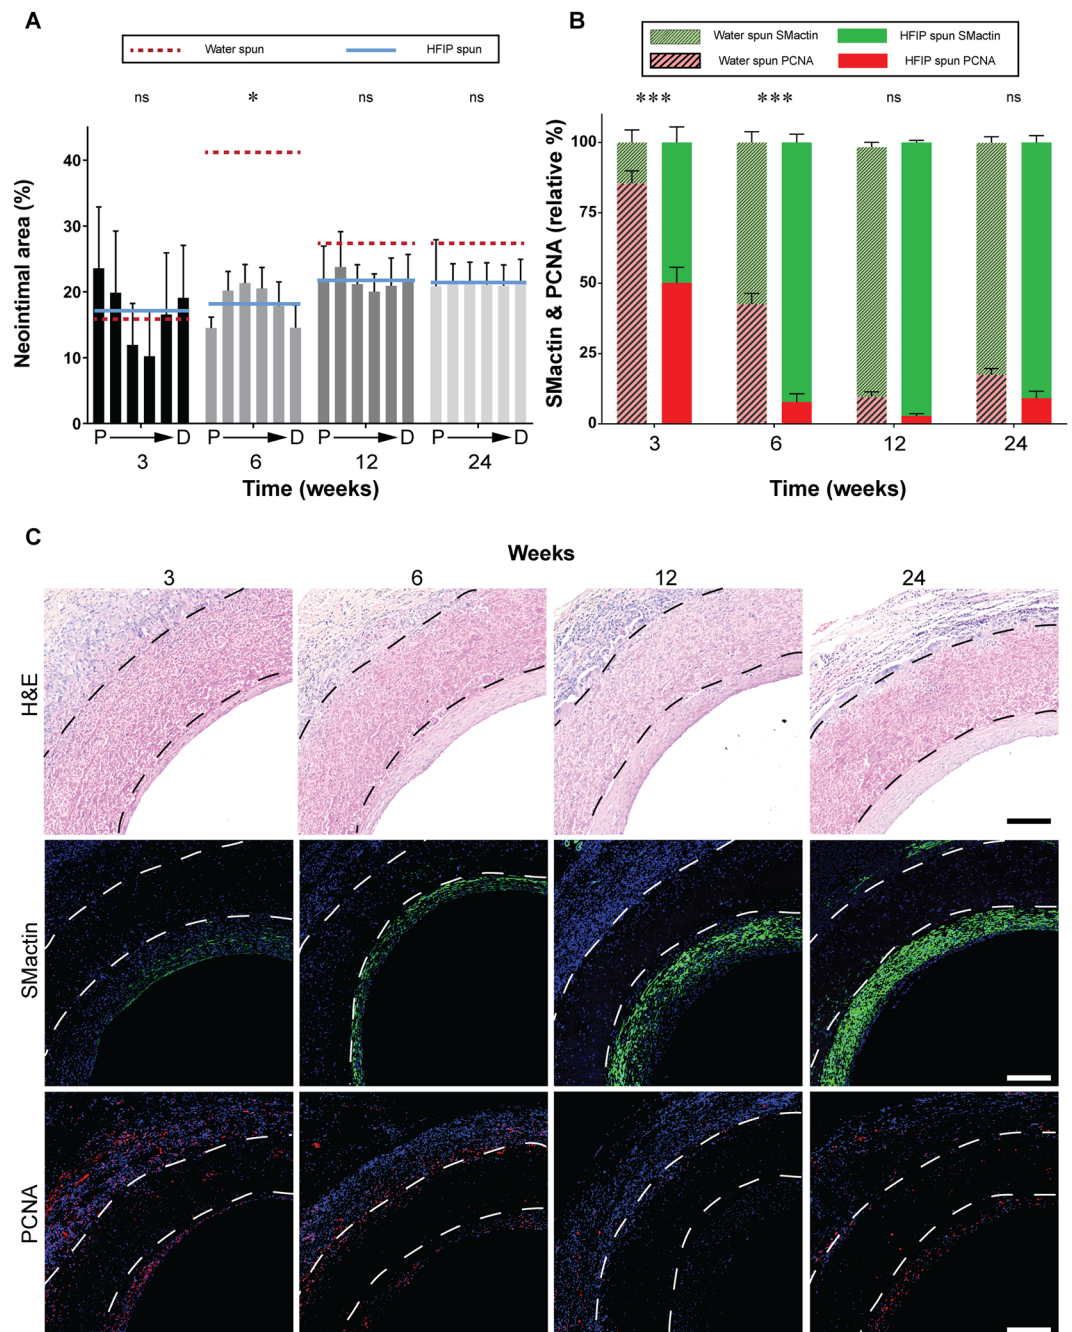 A
Water spun
HFIP spun
ns
*
ns
ns
Neointimal area (%)
40
30
20
10
0
P D
P D
P D
P D
3
6
12
24
Time (weeks)
B
Water spun SMactin
HFIP spun SMactin
Water spun PCNA
HFIP spun PCNA
***
***
ns
ns
SMactin & PCNA (relative %)
100
75
50
25
0
3
6
12
24
Time (weeks)
C
Weeks
3
6
12
24
H&E
SMactin
PCNA